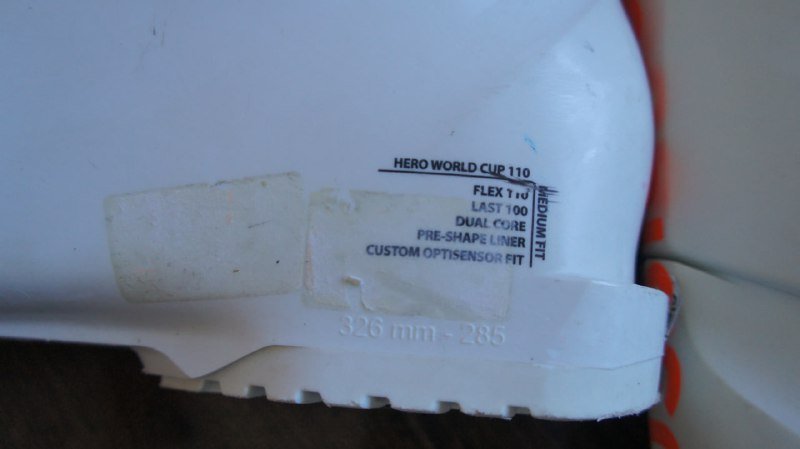 HERO WORLD CUP 110
FLEX 110
LAST 100
DUAL CORE
PRE-SHAPE LINER
CUSTOM OPTISENSOR FIT
MEDIUM FIT
326 mm - 285